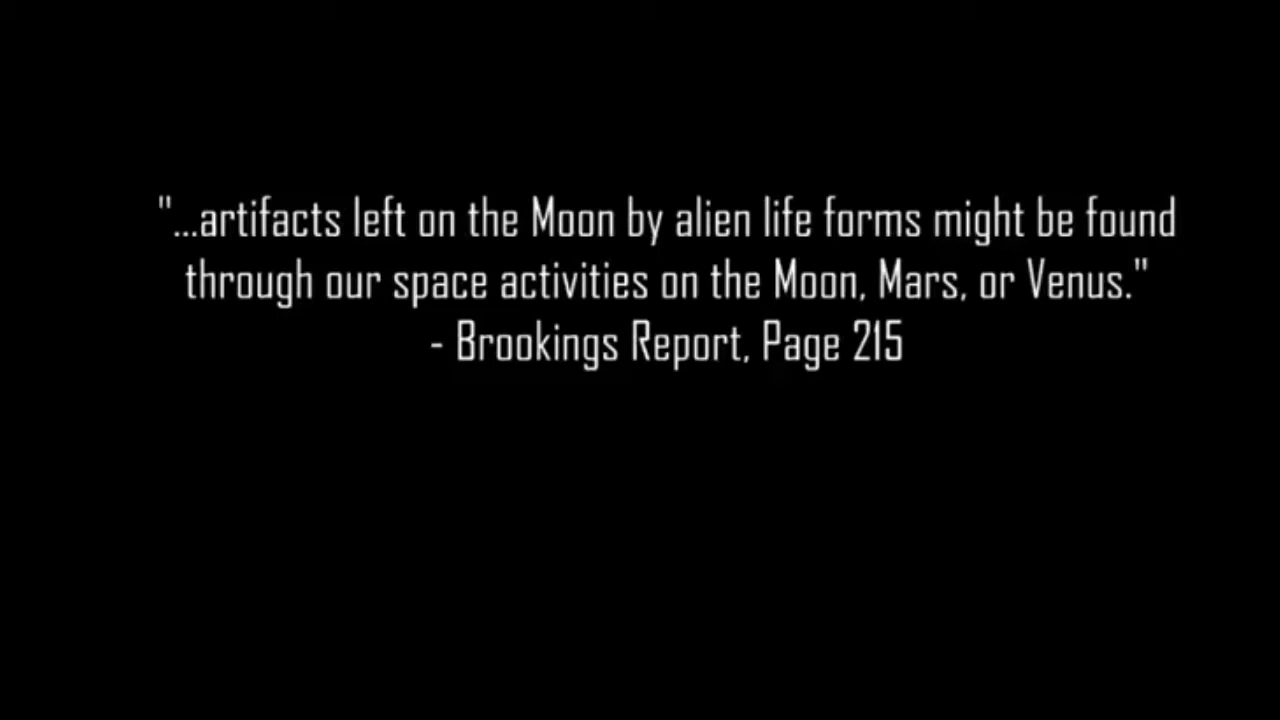 "...artifacts left on the Moon by alien life forms might be found
through our space activities on the Moon, Mars, or Venus."
- Brookings Report, Page 215